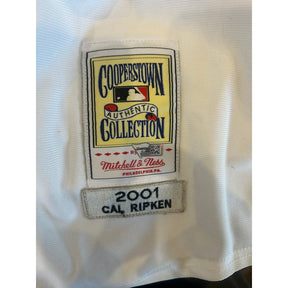 COOPERSTOWN
AUTHENTIC
COLLECTION
Mitchell & Ness
PHILADELPHIA, PA.
2001
CAL RIPKEN